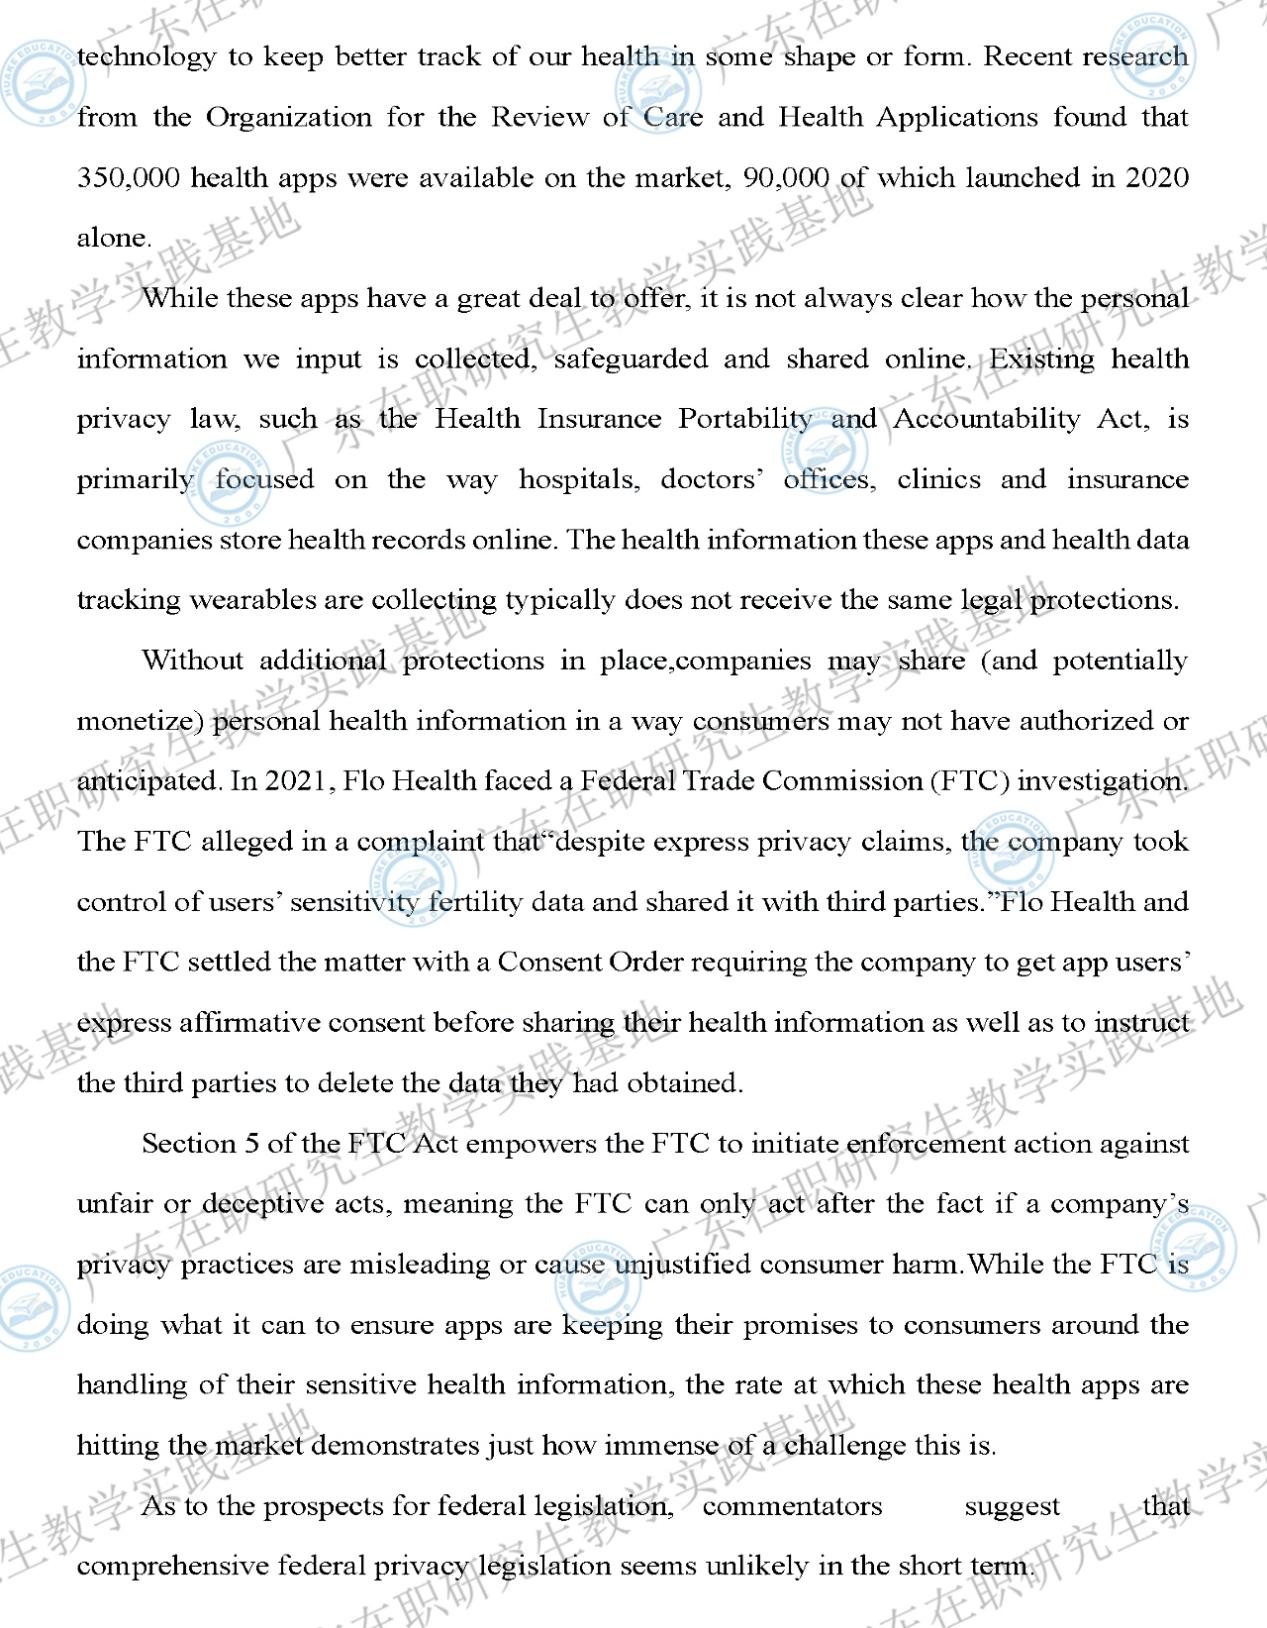 technology to keep better track of our health in some shape or form. Recent research
from the Organization for the Review of Care and Health Applications found that
350,000 health apps were available on the market, 90,000 of which launched in 2020
alone.
While these apps have a great deal to offer, it is not always clear how the personal
information we input is collected, safeguarded and shared online. Existing health
privacy law, such as the Health Insurance Portability and Accountability Act, is
primarily focused on the way hospitals, doctors’ offices, clinics and insurance
companies store health records online. The health information these apps and health data
tracking wearables are collecting typically does not receive the same legal protections.
Without additional protections in place,companies may share (and potentially
monetize) personal health information in a way consumers may not have authorized or
anticipated. In 2021, Flo Health faced a Federal Trade Commission (FTC) investigation.
The FTC alleged in a complaint that“despite express privacy claims, the company took
control of users’ sensitivity fertility data and shared it with third parties.”Flo Health and
the FTC settled the matter with a Consent Order requiring the company to get app users’
express affirmative consent before sharing their health information as well as to instruct
the third parties to delete the data they had obtained.
Section 5 of the FTC Act empowers the FTC to initiate enforcement action against
unfair or deceptive acts, meaning the FTC can only act after the fact if a company’s
privacy practices are misleading or cause unjustified consumer harm.While the FTC is
doing what it can to ensure apps are keeping their promises to consumers around the
handling of their sensitive health information, the rate at which these health apps are
hitting the market demonstrates just how immense of a challenge this is.
As to the prospects for federal legislation, commentators suggest that
comprehensive federal privacy legislation seems unlikely in the short term.
广东在职研究生教学实践基地
HUAKE EDUCATION
2000